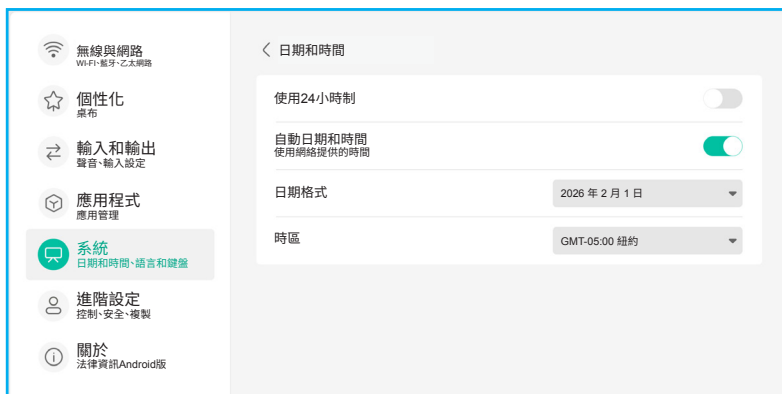 無線與網路
WI-FI、藍牙、乙太網路
個性化
桌布
輸入和輸出
聲音、輸入設定
應用程式
應用管理
系統
日期和時間、語言和鍵盤
進階設定
控制、安全、複製
關於
法律資訊Android版
日期和時間
使用24小時制
自動日期和時間
使用網絡提供的時間
日期格式
2026 年 2 月 1 日
時區
GMT-05:00 紐約